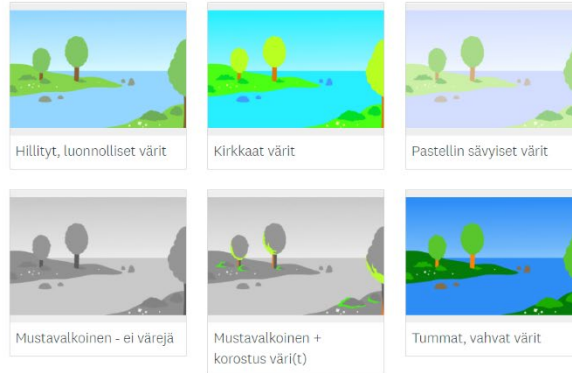 Hillityt, luonnolliset värit
Kirkkaat värit
Pastellin sävyiset värit
Mustavalkoinen - ei värejä
Mustavalkoinen +
korostus väri(t)
Tummat, vahvat värit